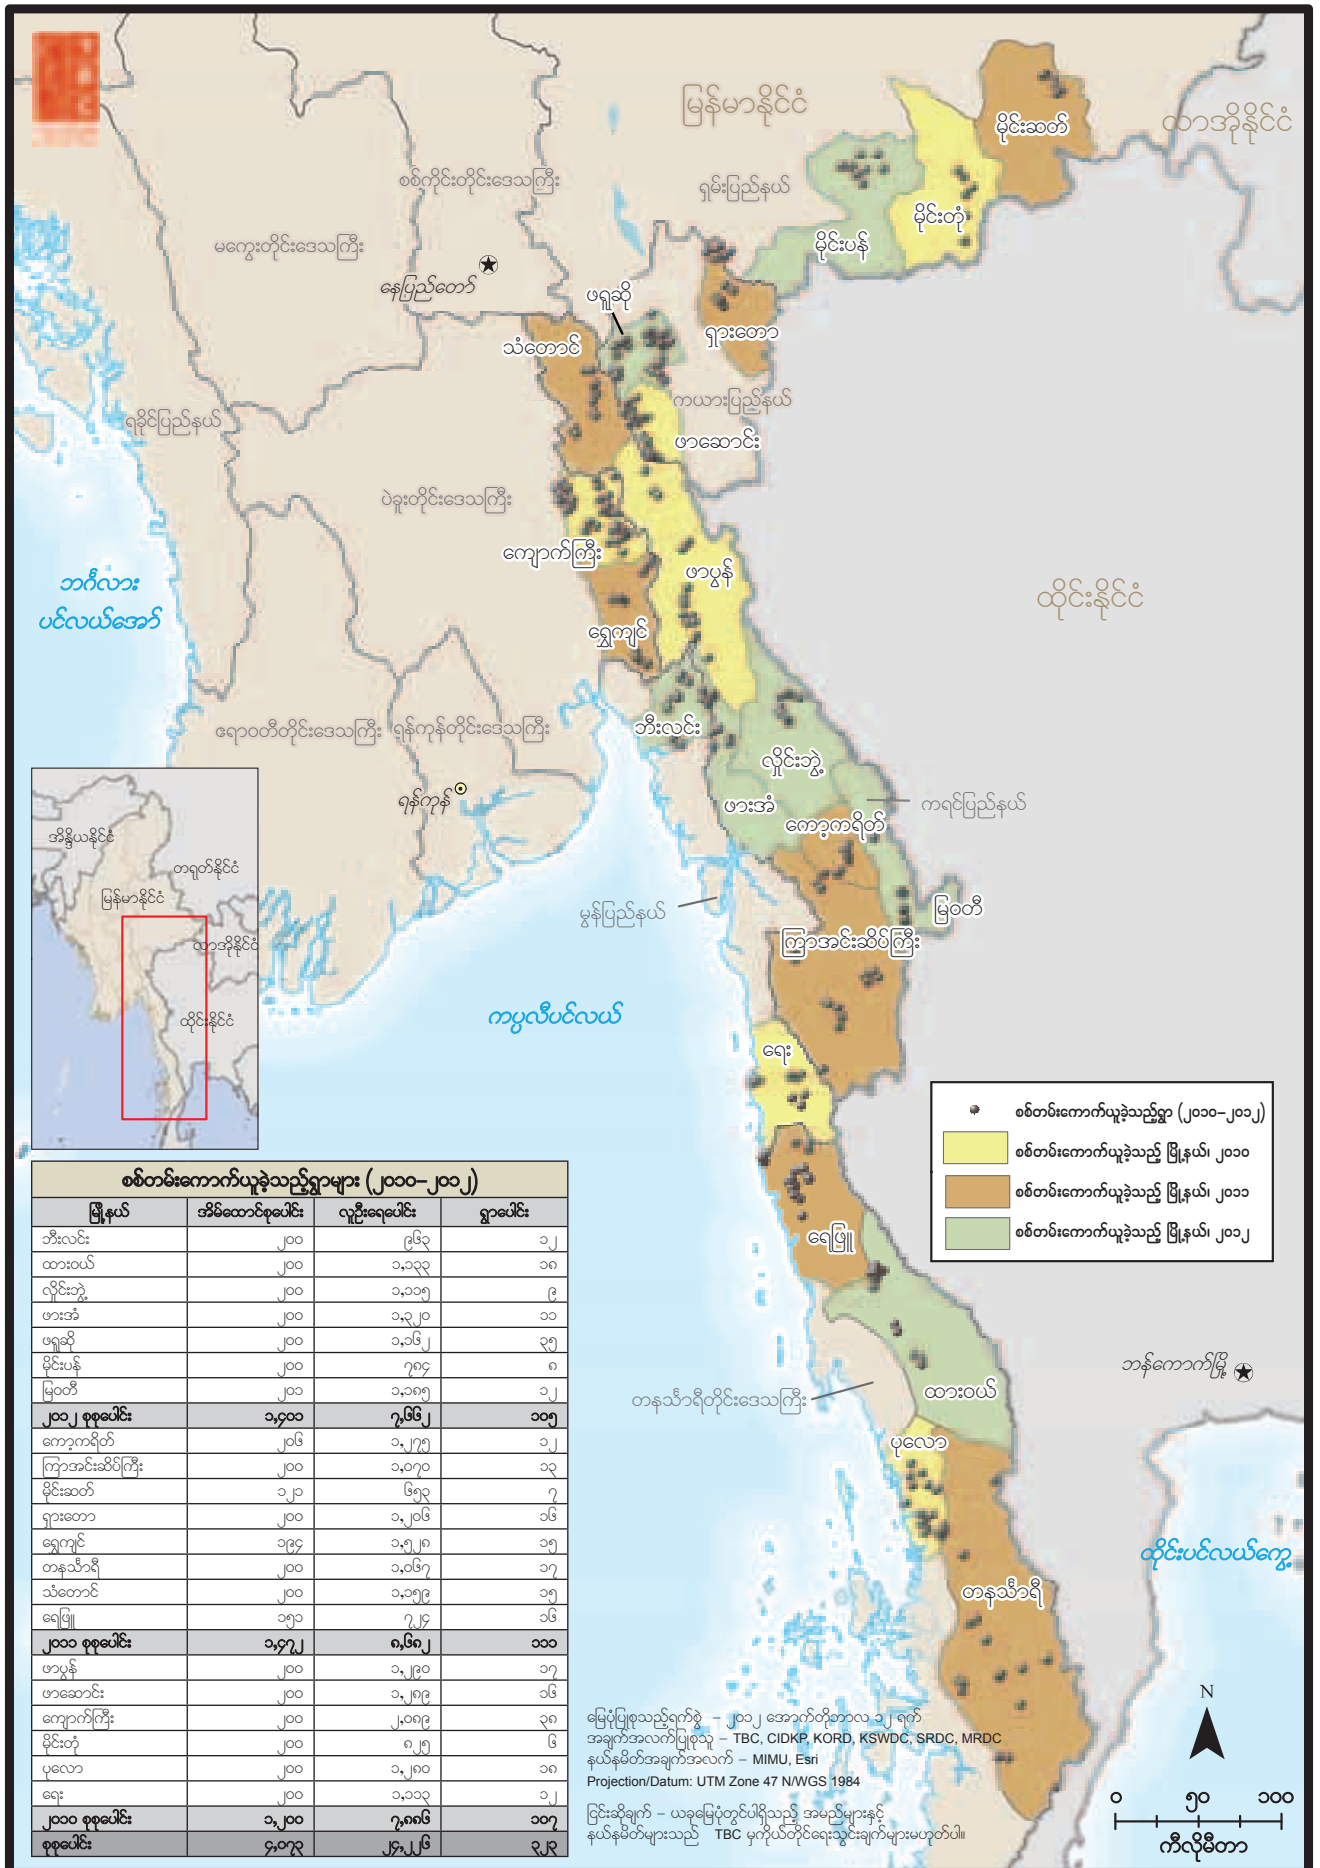 မြန်မာနိုင်ငံ
လာအိုနိုင်ငံ
မိုင်းဆတ်
စစ်ကိုင်းတိုင်းဒေသကြီး
ရှမ်းပြည်နယ်
မိုင်းတုံ
မကွေးတိုင်းဒေသကြီး
မိုင်းပန်
နေပြည်တော်
ဖရူဆို
ရှားတော
သံတောင်
ကယားပြည်နယ်
ရခိုင်ပြည်နယ်
ဖာဆောင်း
ပဲခူးတိုင်းဒေသကြီး
ကျောက်ကြီး
ဖာပွန်
ဘင်္ဂလား
ပင်လယ်အော်
ထိုင်းနိုင်ငံ
ရွှေကျင်
ဧရာဝတီတိုင်းဒေသကြီး
ရန်ကုန်တိုင်းဒေသကြီး
ဘီးလင်း
လှိုင်းဘွဲ့
ရန်ကုန်
ဖားအံ
ကရင်ပြည်နယ်
ကော့ကရိတ်
အိန္ဒိယနိုင်ငံ
တရုတ်နိုင်ငံ
မြန်မာနိုင်ငံ
လာအိုနိုင်ငံ
ထိုင်းနိုင်ငံ
မွန်ပြည်နယ်
မြဝတီ
ကြာအင်းဆိပ်ကြီး
ကပ္ပလီပင်လယ်
ရေး
စစ်တမ်းကောက်ယူခဲ့သည့်ရွာ (၂၀၁၀–၂၀၁၂)
စစ်တမ်းကောက်ယူခဲ့သည့် မြို့နယ်၊ ၂၀၁၀
စစ်တမ်းကောက်ယူခဲ့သည့် မြို့နယ်၊ ၂၀၁၁
စစ်တမ်းကောက်ယူခဲ့သည့် မြို့နယ်၊ ၂၀၁၂
ရေဖြူ
ဘန်ကောက်မြို့
ထားဝယ်
တနင်္သာရီတိုင်းဒေသကြီး
ပုလော
ထိုင်းပင်လယ်ကွေ့
တနင်္သာရီ
စစ်တမ်းကောက်ယူခဲ့သည့်ရွာများ (၂၀၁၀–၂၀၁၂)
မြို့နယ် အိမ်ထောင်စုပေါင်း လူဦးရေပေါင်း ရွာပေါင်း
ဘီးလင်း ၂၀၀ ၉၆၃ ၁၂
ထားဝယ် ၂၀၀ ၁,၁၃၃ ၁၈
လှိုင်းဘွဲ့ ၂၀၀ ၁,၁၁၅ ၉
ဖားအံ ၂၀၀ ၁,၃၂၀ ၁၁
ဖရူဆို ၂၀၀ ၁,၁၆၂ ၃၅
မိုင်းပန် ၂၀၀ ၇၈၄ ၈
မြဝတီ ၂၀၁ ၁,၁၈၅ ၁၂
၂၀၁၂ စုစုပေါင်း ၁,၄၀၁ ၇,၆၆၂ ၁၀၅
ကော့ကရိတ် ၂၀၆ ၁,၂၇၅ ၁၂
ကြာအင်းဆိပ်ကြီး ၂၀၀ ၁,၀၇၀ ၁၃
မိုင်းဆတ် ၁၂၁ ၆၅၃ ၇
ရှားတော ၂၀၀ ၁,၂၀၆ ၁၆
ရွှေကျင် ၁၉၄ ၁,၅၂၈ ၁၅
တနင်္သာရီ ၂၀၀ ၁,၀၆၇ ၁၇
သံတောင် ၂၀၀ ၁,၁၅၉ ၁၅
ရေဖြူ ၁၅၁ ၇၂၄ ၁၆
၂၀၁၁ စုစုပေါင်း ၁,၄၇၂ ၈,၆၈၂ ၁၁၁
ဖာပွန် ၂၀၀ ၁,၂၉၀ ၁၇
ဖာဆောင်း ၂၀၀ ၁,၂၈၉ ၁၆
ကျောက်ကြီး ၂၀၀ ၂,၀၈၉ ၃၈
မိုင်းတုံ ၂၀၀ ၈၂၅ ၆
ပုလော ၂၀၀ ၁,၂၈၀ ၁၈
ရေး ၂၀၀ ၁,၁၁၃ ၁၂
၂၀၁၀ စုစုပေါင်း ၁,၂၀၀ ၇,၈၈၆ ၁၀၇
စုစုပေါင်း ၄,၀၇၃ ၂၄,၂၂၆ ၃၂၃
မြေပုံပြုစုသည့်ရက်စွဲ – ၂၀၁၂ အောက်တိုဘာလ ၁၂ ရက်
အချက်အလက်ပြုစုသူ – TBC, CIDKP, KORD, KSWDC, SRDC, MRDC
နယ်နမိတ်အချက်အလက် – MIMU, Esri
Projection/Datum: UTM Zone 47 N/WGS 1984
ငြင်းဆိုချက် – ယခုမြေပုံတွင်ပါရှိသည့် အမည်များနှင့်
နယ်နမိတ်များသည် TBC မှကိုယ်တိုင်ရေးသွင်းချက်များမဟုတ်ပါ။
N
၀ ၅၀ ၁၀၀
ကီလိုမီတာ